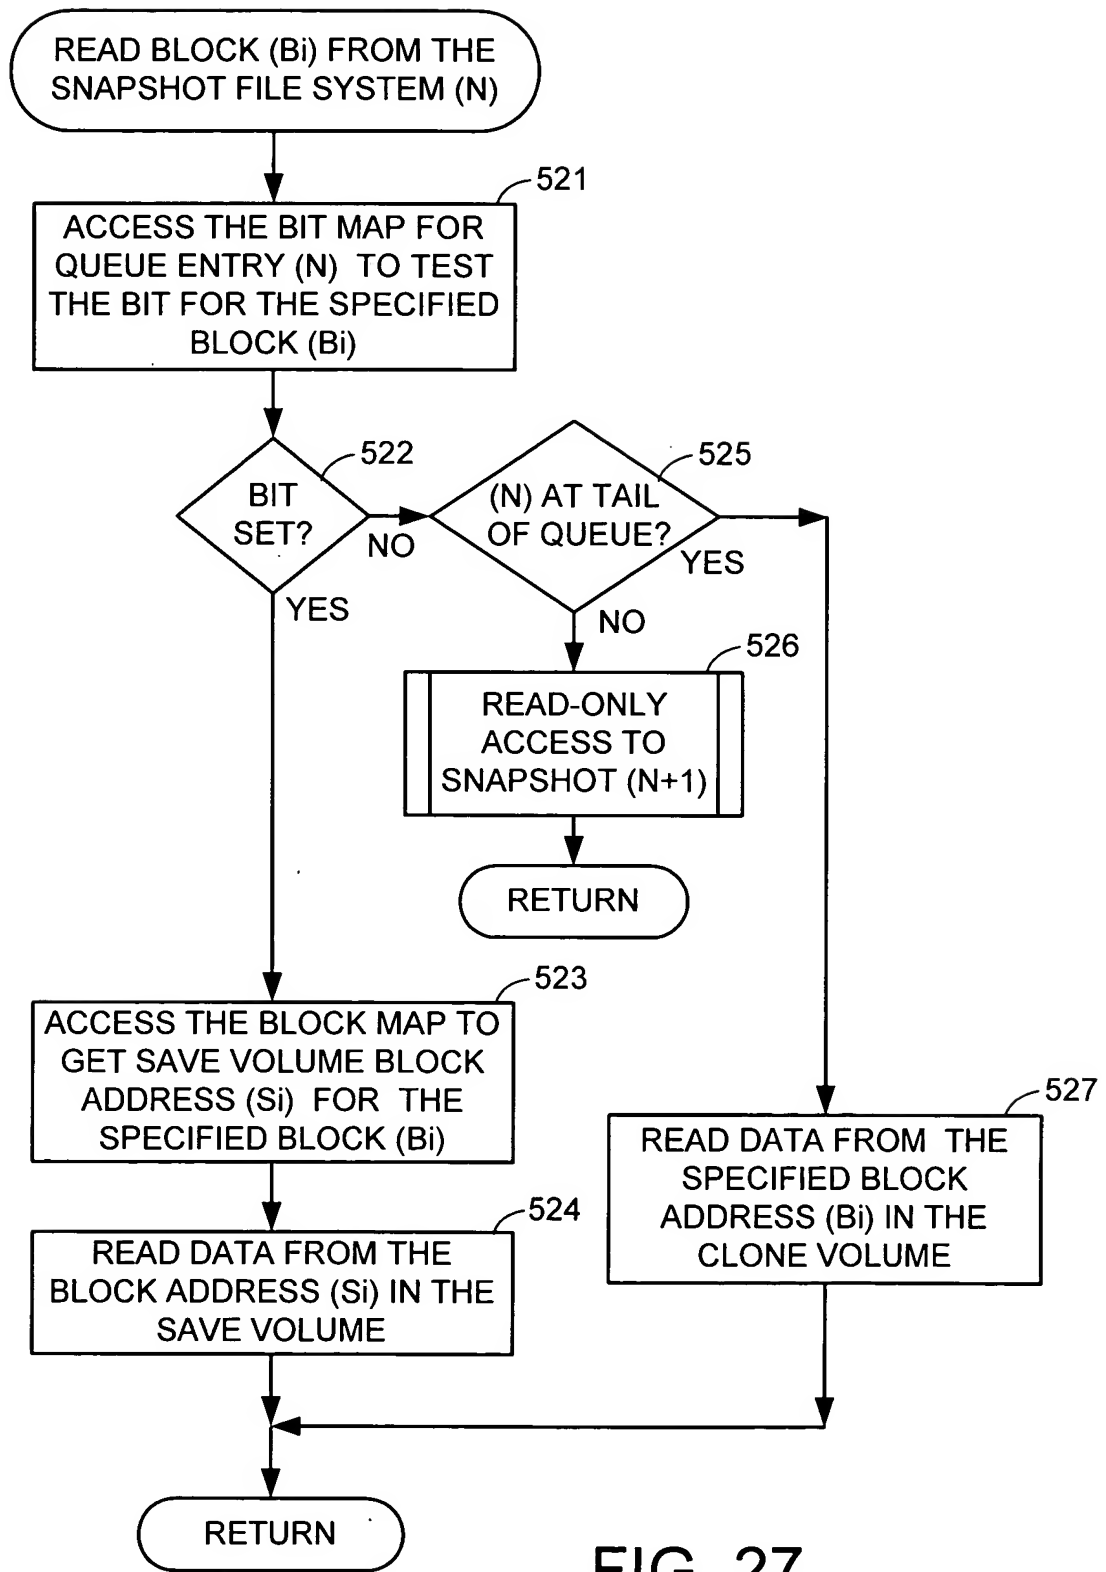 READ BLOCK (Bi) FROM THE
SNAPSHOT FILE SYSTEM (N)
521
ACCESS THE BIT MAP FOR
QUEUE ENTRY (N) TO TEST
THE BIT FOR THE SPECIFIED
BLOCK (Bi)
522
BIT
SET?
NO
YES
525
(N) AT TAIL
OF QUEUE?
YES
NO
526
READ-ONLY
ACCESS TO
SNAPSHOT (N+1)
RETURN
523
ACCESS THE BLOCK MAP TO
GET SAVE VOLUME BLOCK
ADDRESS (Si) FOR THE
SPECIFIED BLOCK (Bi)
524
READ DATA FROM THE
BLOCK ADDRESS (Si) IN THE
SAVE VOLUME
527
READ DATA FROM THE
SPECIFIED BLOCK
ADDRESS (Bi) IN THE
CLONE VOLUME
RETURN
FIG. 27